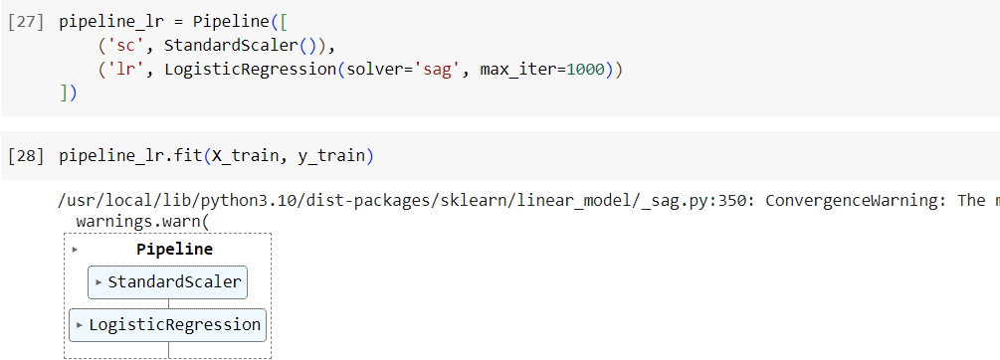 [27] pipeline_lr = Pipeline([
('sc', StandardScaler()),
('lr', LogisticRegression(solver='sag', max_iter=1000))
])
[28] pipeline_lr.fit(X_train, y_train)
/usr/local/lib/python3.10/dist-packages/sklearn/linear_model/_sag.py:350: ConvergenceWarning: The
warnings.warn(
Pipeline
StandardScaler
LogisticRegression